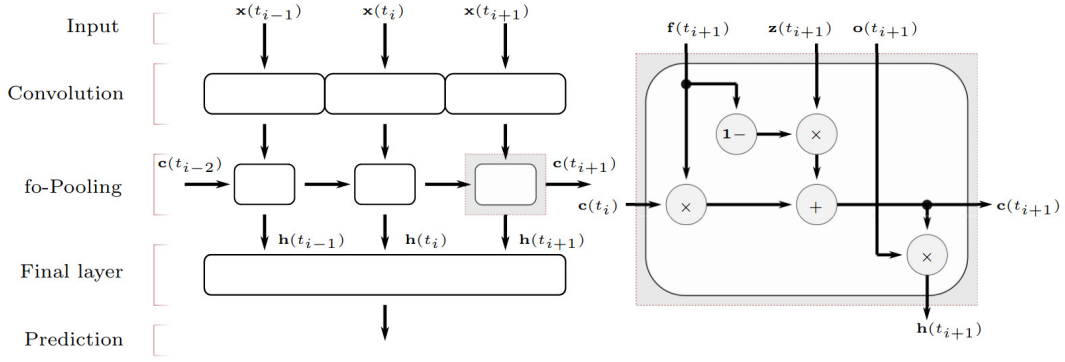 Input
x(t_{i−1})
x(t_i)
x(t_{i+1})
Convolution
fo-Pooling
c(t_{i−2})
c(t_{i+1})
h(t_{i−1})
h(t_i)
h(t_{i+1})
Final layer
Prediction
f(t_{i+1})
z(t_{i+1})
o(t_{i+1})
1−
×
c(t_i)
×
+
c(t_{i+1})
×
h(t_{i+1})